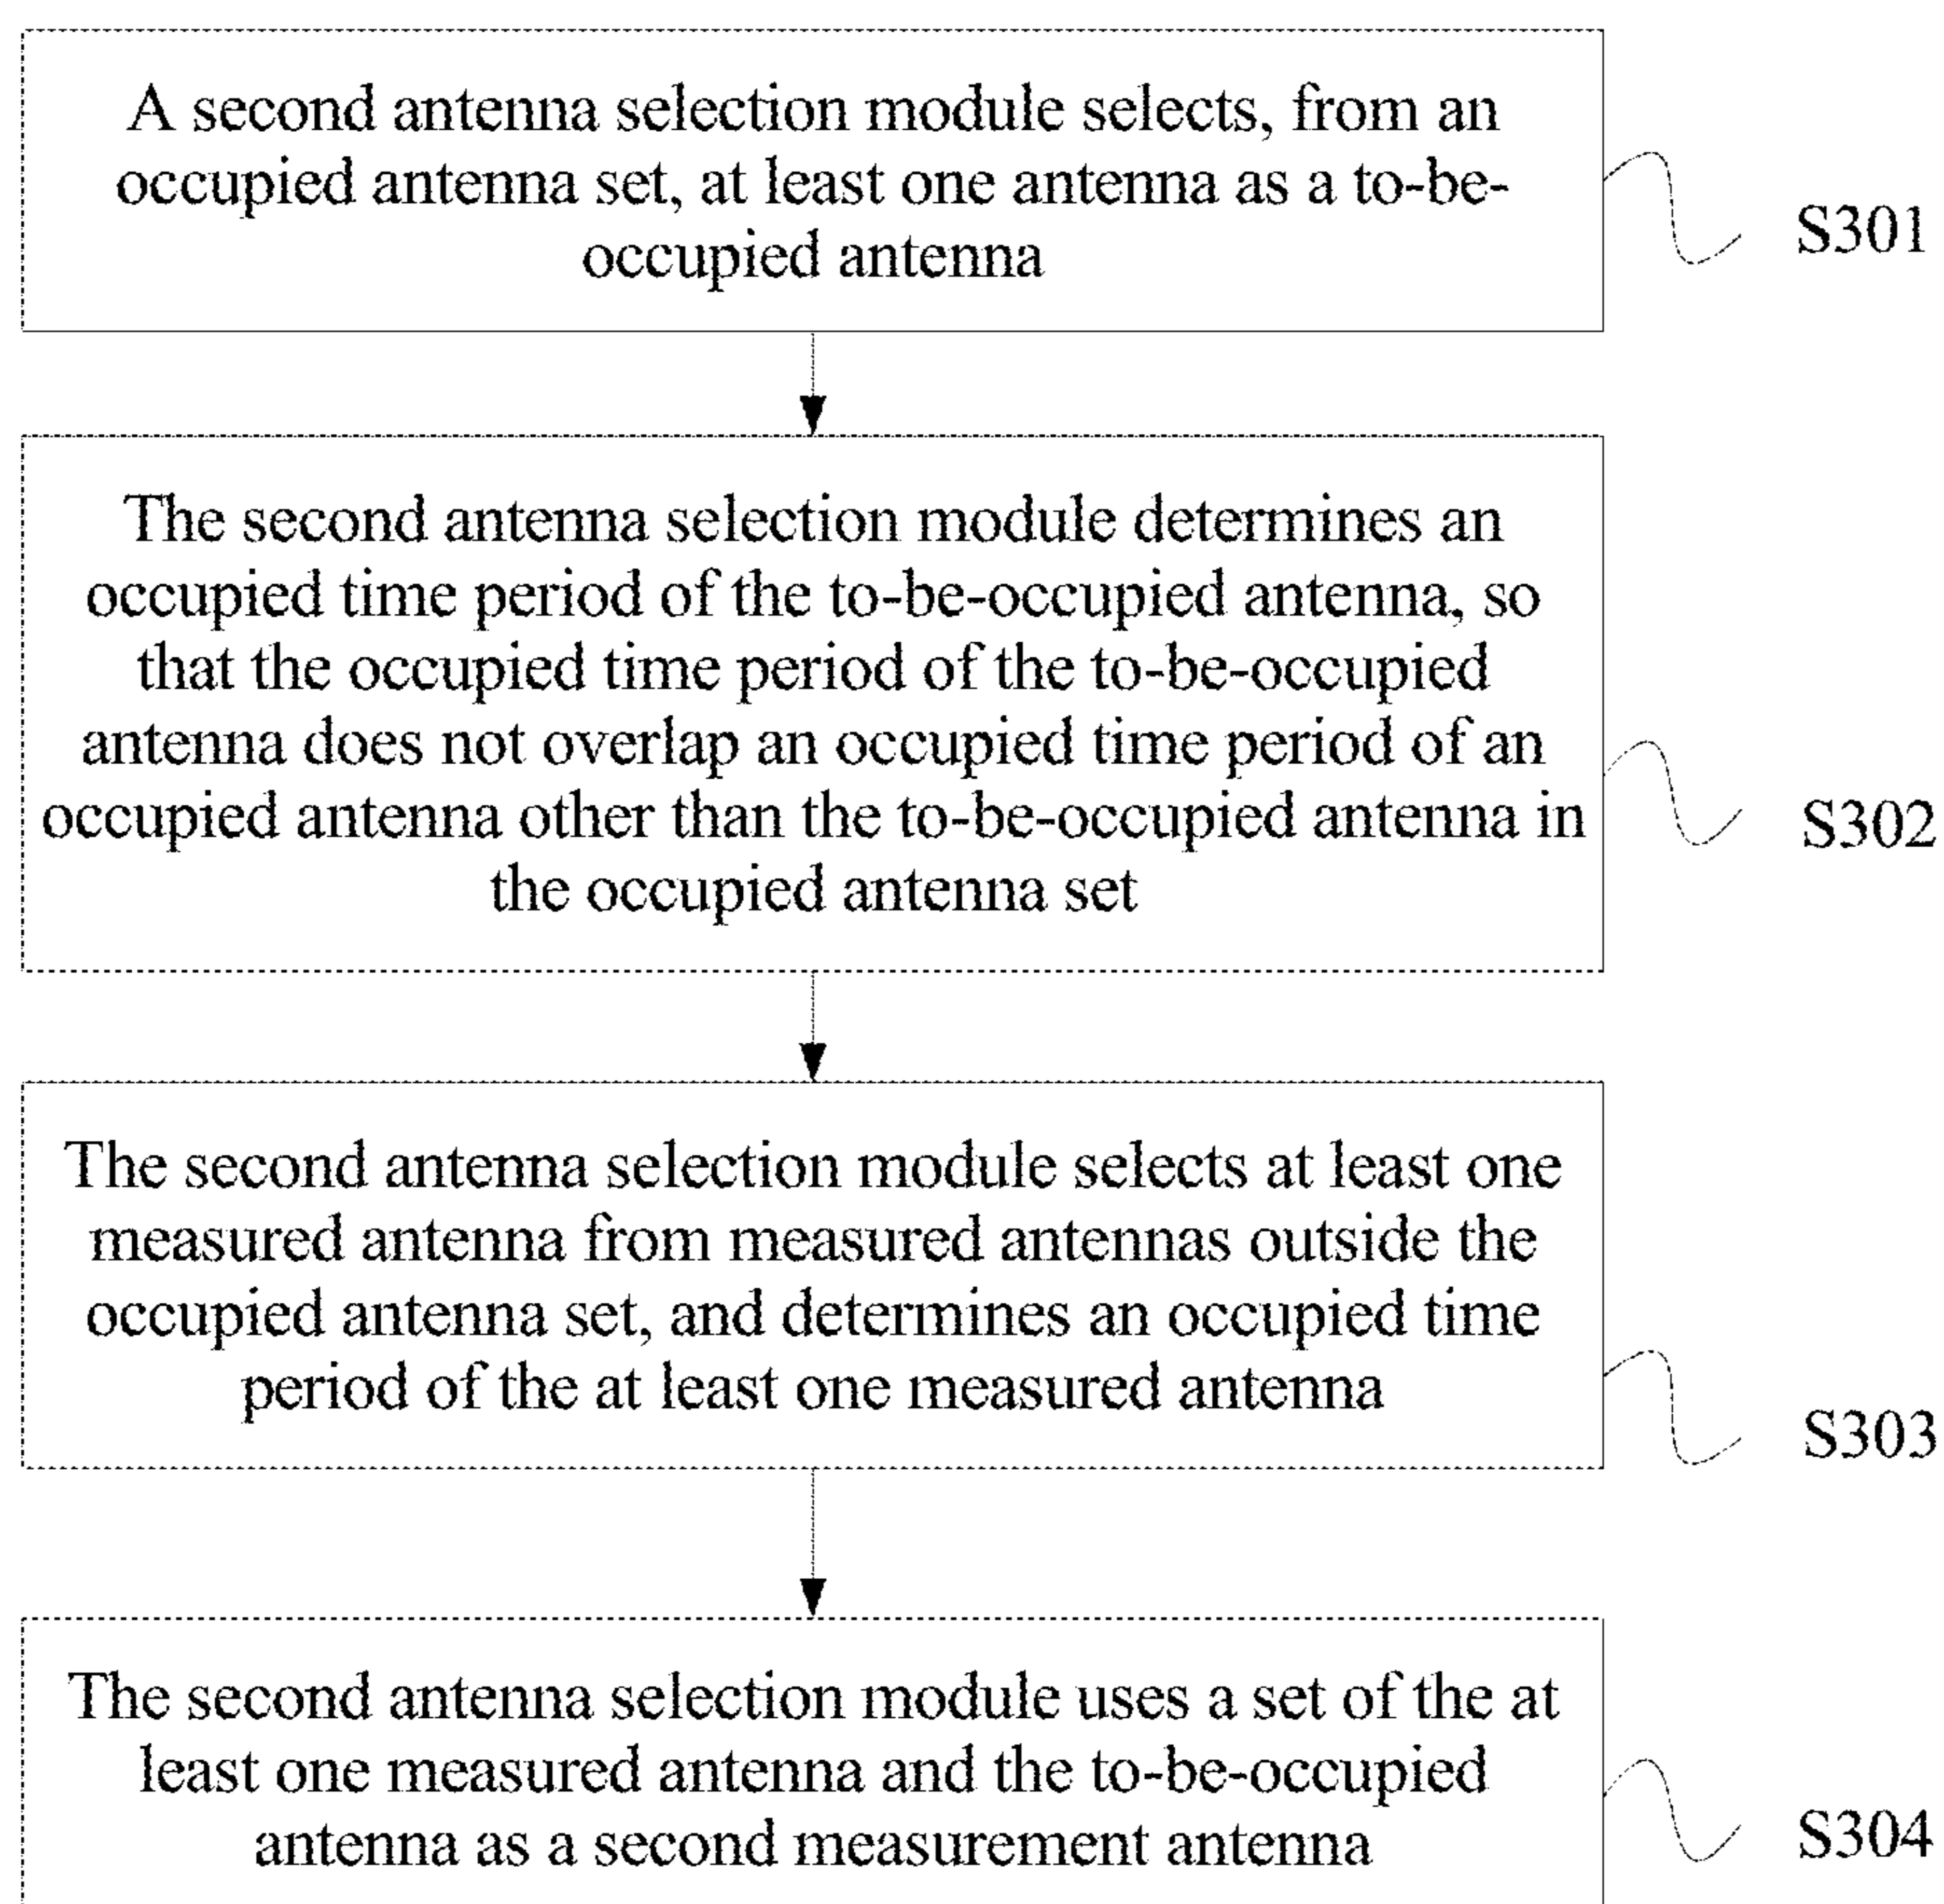 A second antenna selection module selects, from an
occupied antenna set, at least one antenna as a to-be-
occupied antenna
S301
The second antenna selection module determines an
occupied time period of the to-be-occupied antenna, so
that the occupied time period of the to-be-occupied
antenna does not overlap an occupied time period of an
occupied antenna other than the to-be-occupied antenna in
the occupied antenna set
S302
The second antenna selection module selects at least one
measured antenna from measured antennas outside the
occupied antenna set, and determines an occupied time
period of the at least one measured antenna
S303
The second antenna selection module uses a set of the at
least one measured antenna and the to-be-occupied
antenna as a second measurement antenna
S304